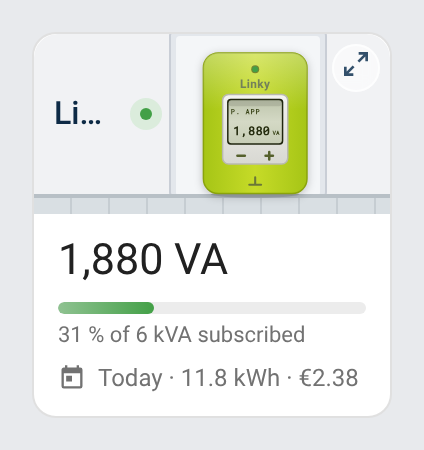 Li...
Linky
P. APP
1,880 VA
1,880 VA
31 % of 6 kVA subscribed
Today · 11.8 kWh · €2.38